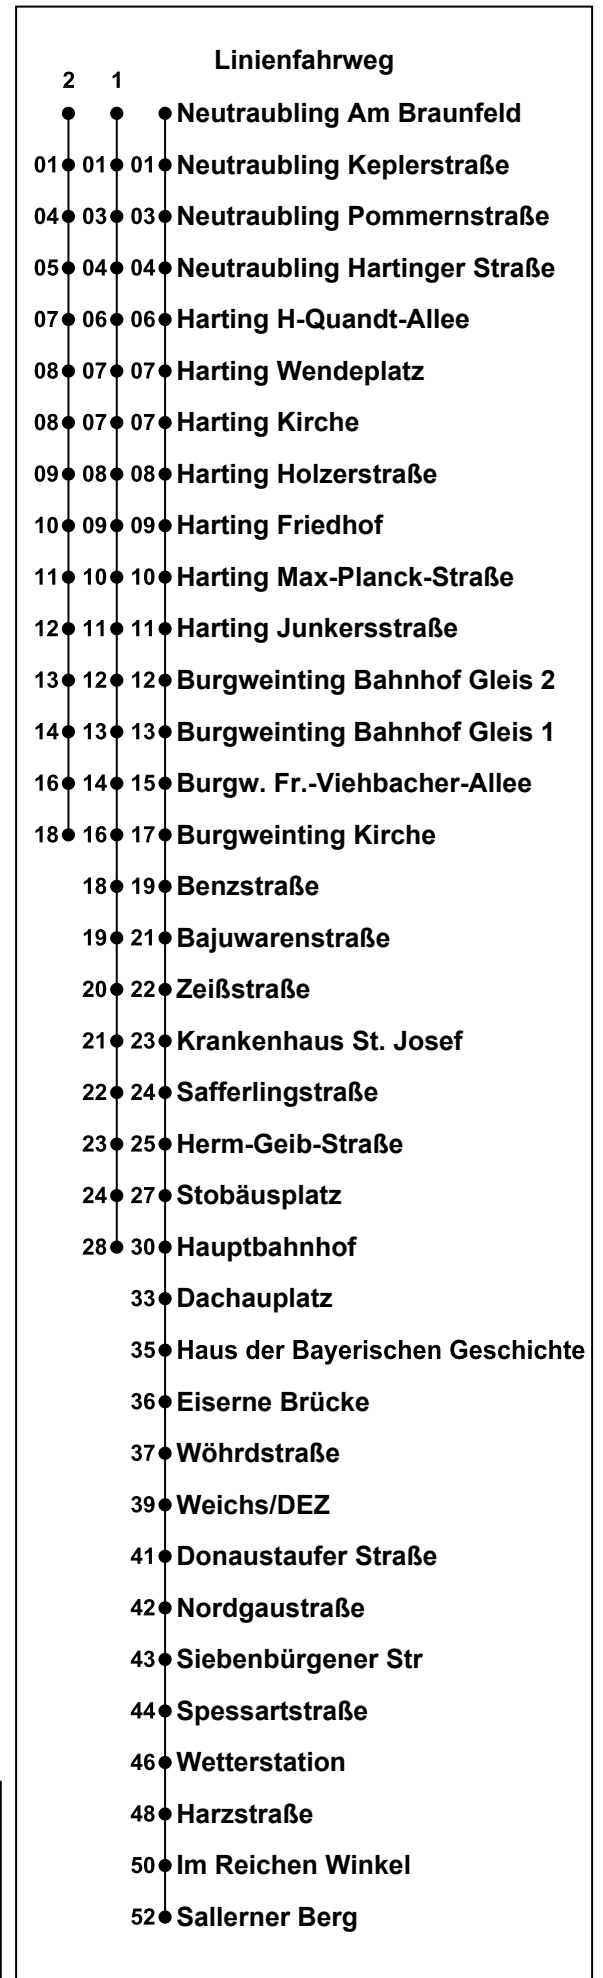 Linienfahrweg
2 1
Neutraubling Am Braunfeld
01 01 01 Neutraubling Keplerstraße
04 03 03 Neutraubling Pommernstraße
05 04 04 Neutraubling Hartinger Straße
07 06 06 Harting H-Quandt-Allee
08 07 07 Harting Wendeplatz
08 07 07 Harting Kirche
09 08 08 Harting Holzerstraße
10 09 09 Harting Friedhof
11 10 10 Harting Max-Planck-Straße
12 11 11 Harting Junkersstraße
13 12 12 Burgweinting Bahnhof Gleis 2
14 13 13 Burgweinting Bahnhof Gleis 1
16 14 15 Burgw. Fr.-Viehbacher-Allee
18 16 17 Burgweinting Kirche
18 19 Benzstraße
19 21 Bajuwarenstraße
20 22 Zeißstraße
21 23 Krankenhaus St. Josef
22 24 Safferlingstraße
23 25 Herm-Geib-Straße
24 27 Stobäusplatz
28 30 Hauptbahnhof
33 Dachauplatz
35 Haus der Bayerischen Geschichte
36 Eiserne Brücke
37 Wöhrdstraße
39 Weichs/DEZ
41 Donaustaufer Straße
42 Nordgaustraße
43 Siebenbürgener Str
44 Spessartstraße
46 Wetterstation
48 Harzstraße
50 Im Reichen Winkel
52 Sallerner Berg